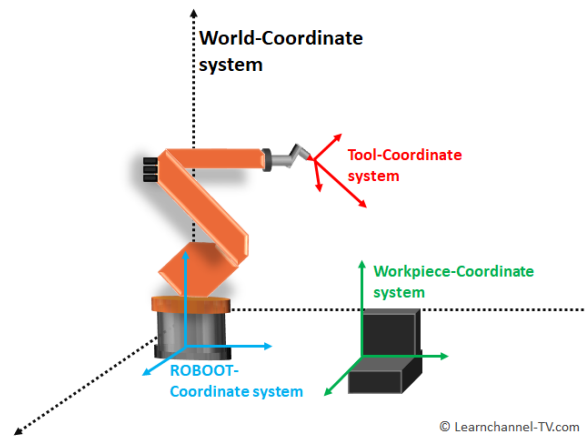 World-Coordinate
system
Tool-Coordinate
system
Workpiece-Coordinate
system
ROBOOT-
Coordinate system
© Learnchannel-TV.com